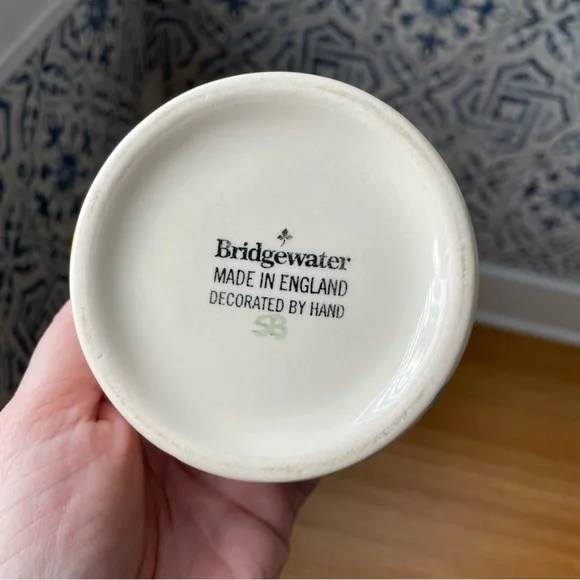 Bridgewater
MADE IN ENGLAND
DECORATED BY HAND
SB